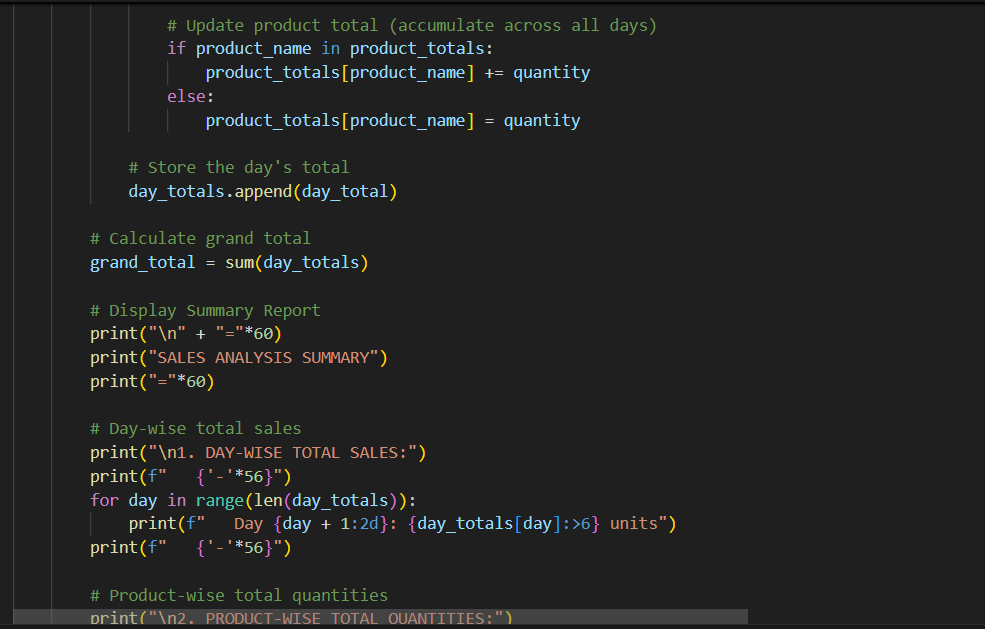 # Update product total (accumulate across all days)
if product_name in product_totals:
product_totals[product_name] += quantity
else:
product_totals[product_name] = quantity
# Store the day's total
day_totals.append(day_total)
# Calculate grand total
grand_total = sum(day_totals)
# Display Summary Report
print("\n" + "="*60)
print("SALES ANALYSIS SUMMARY")
print("="*60)
# Day-wise total sales
print("\n1. DAY-WISE TOTAL SALES:")
print(f"   {'-'*56}")
for day in range(len(day_totals)):
print(f"   Day {day + 1:2d}: {day_totals[day]:>6} units")
print(f"   {'-'*56}")
# Product-wise total quantities
print("\n2. PRODUCT-WISE TOTAL QUANTITIES:")